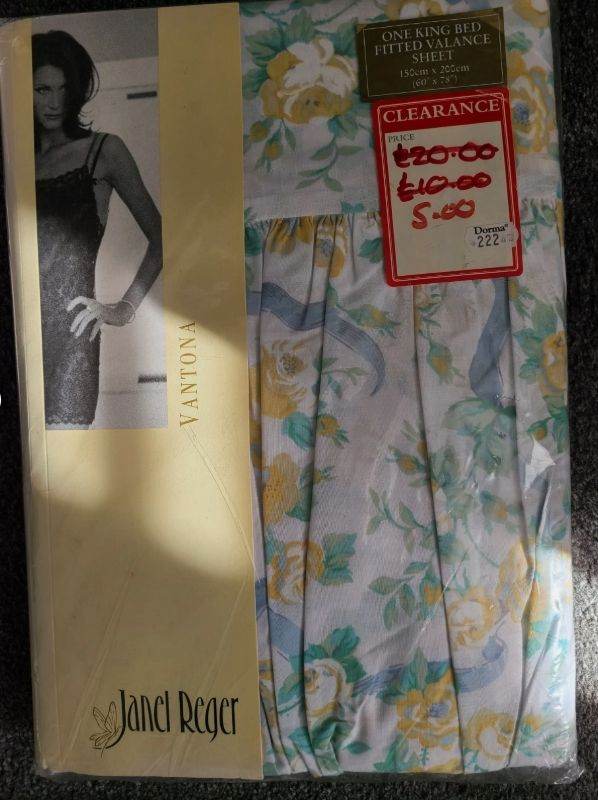 ONE KING BED
FITTED VALANCE
SHEET
150cm x 200cm
(60" x 78")
CLEARANCE
PRICE
£20.00
£10.00
5.00
Dorma
222
VANTONA
Janet Reger